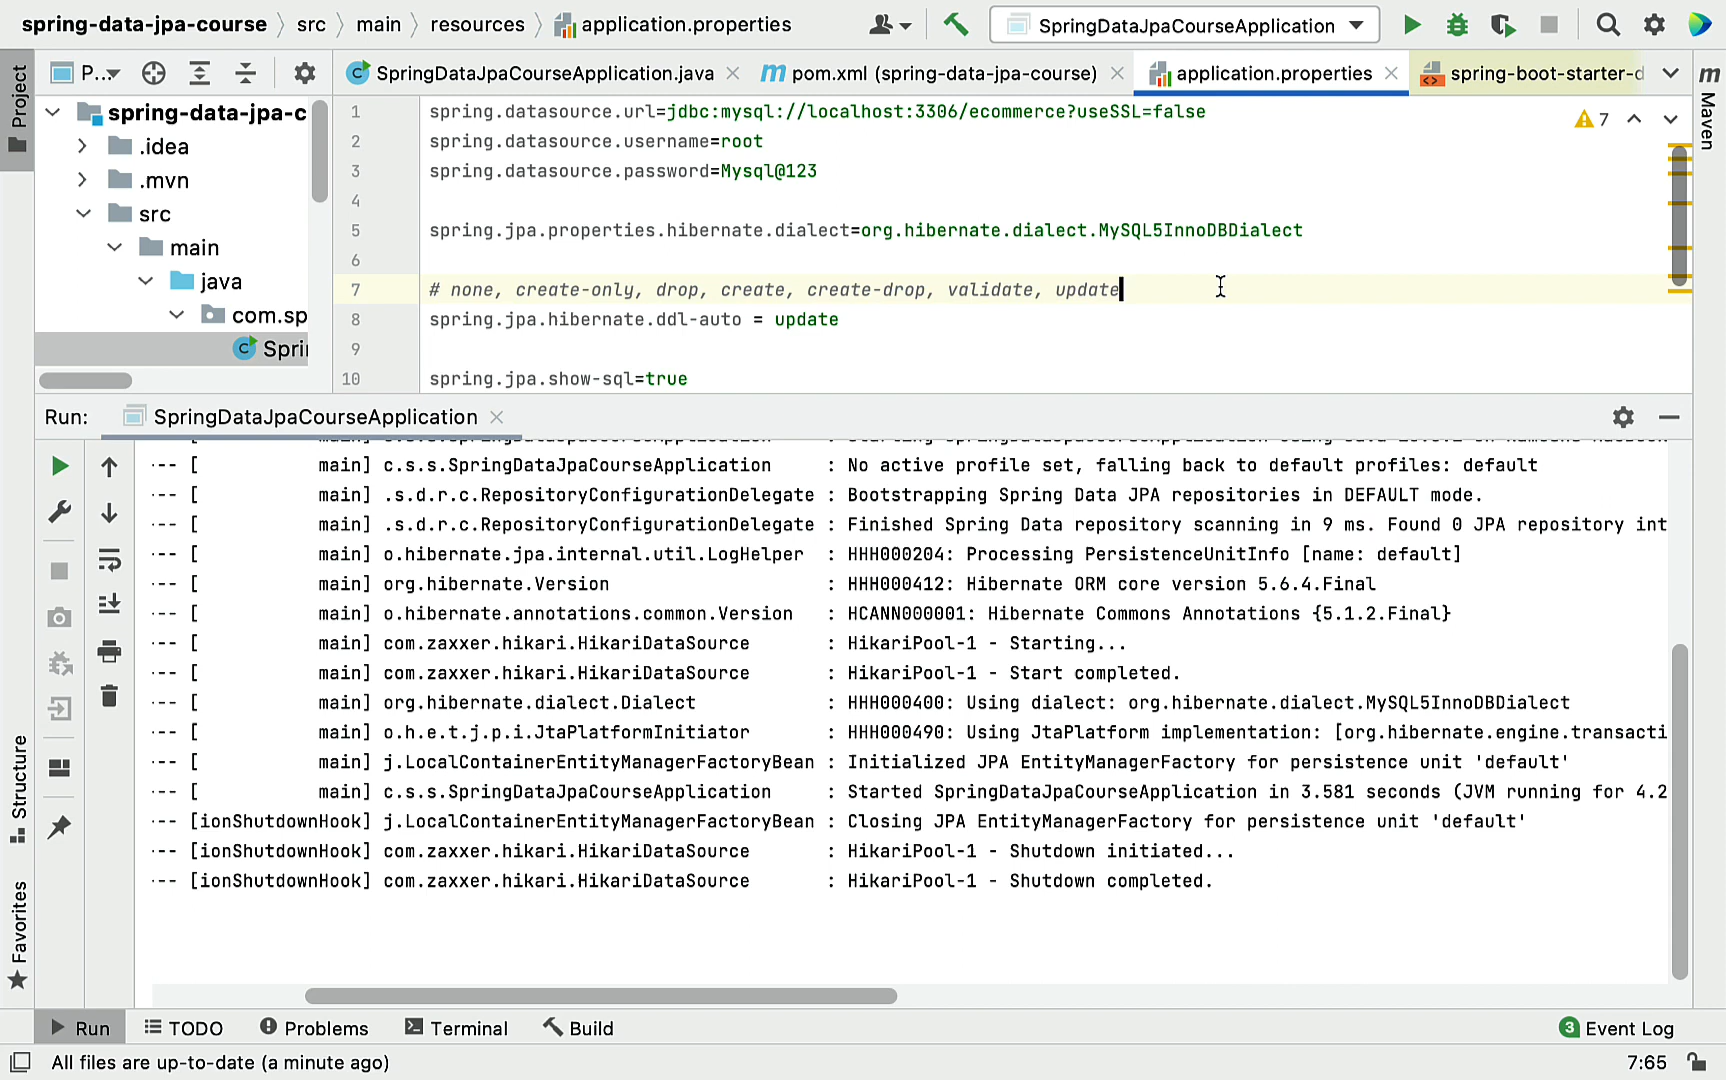 spring-data-jpa-course src main resources application.properties SpringDataJpaCourseApplication
Project P.. SpringDataJpaCourseApplication.java pom.xml (spring-data-jpa-course) application.properties spring-boot-starter-d
Maven
spring-data-jpa-c
.idea
.mvn
src
main
java
com.sp
Spri
7
1 spring.datasource.url=jdbc:mysql://localhost:3306/ecommerce?useSSL=false
2 spring.datasource.username=root
3 spring.datasource.password=Mysql@123
4
5 spring.jpa.properties.hibernate.dialect=org.hibernate.dialect.MySQL5InnoDBDialect
6
7 # none, create-only, drop, create, create-drop, validate, update
8 spring.jpa.hibernate.ddl-auto = update
9
10 spring.jpa.show-sql=true
Run: SpringDataJpaCourseApplication
--- [ main] c.s.s.SpringDataJpaCourseApplication : No active profile set, falling back to default profiles: default
--- [ main] .s.d.r.c.RepositoryConfigurationDelegate : Bootstrapping Spring Data JPA repositories in DEFAULT mode.
--- [ main] .s.d.r.c.RepositoryConfigurationDelegate : Finished Spring Data repository scanning in 9 ms. Found 0 JPA repository int
--- [ main] o.hibernate.jpa.internal.util.LogHelper : HHH000204: Processing PersistenceUnitInfo [name: default]
--- [ main] org.hibernate.Version : HHH000412: Hibernate ORM core version 5.6.4.Final
--- [ main] o.hibernate.annotations.common.Version : HCANN000001: Hibernate Commons Annotations {5.1.2.Final}
--- [ main] com.zaxxer.hikari.HikariDataSource : HikariPool-1 - Starting...
--- [ main] com.zaxxer.hikari.HikariDataSource : HikariPool-1 - Start completed.
--- [ main] org.hibernate.dialect.Dialect : HHH000400: Using dialect: org.hibernate.dialect.MySQL5InnoDBDialect
--- [ main] o.h.e.t.j.p.i.JtaPlatformInitiator : HHH000490: Using JtaPlatform implementation: [org.hibernate.engine.transacti
--- [ main] j.LocalContainerEntityManagerFactoryBean : Initialized JPA EntityManagerFactory for persistence unit 'default'
--- [ main] c.s.s.SpringDataJpaCourseApplication : Started SpringDataJpaCourseApplication in 3.581 seconds (JVM running for 4.2
--- [ionShutdownHook] j.LocalContainerEntityManagerFactoryBean : Closing JPA EntityManagerFactory for persistence unit 'default'
--- [ionShutdownHook] com.zaxxer.hikari.HikariDataSource : HikariPool-1 - Shutdown initiated...
--- [ionShutdownHook] com.zaxxer.hikari.HikariDataSource : HikariPool-1 - Shutdown completed.
Structure
Favorites
Run TODO Problems Terminal Build 3 Event Log
All files are up-to-date (a minute ago) 7:65